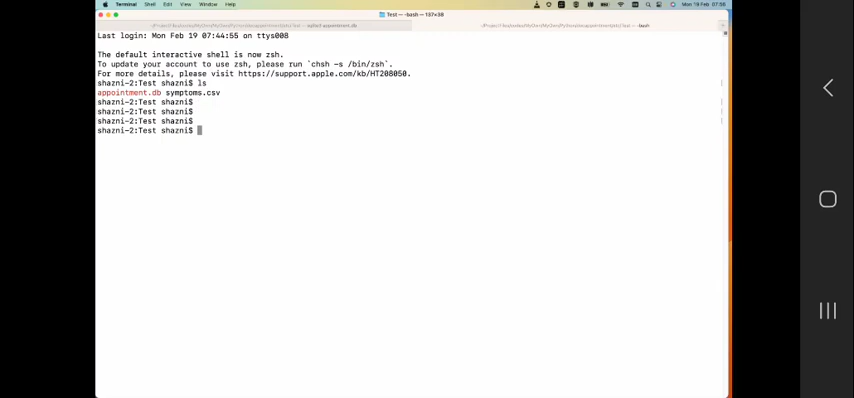 Terminal Shell Edit View Window Help
Mon 19 Feb 07:56
Test — -bash — 137×38
Last login: Mon Feb 19 07:44:55 on ttys008
The default interactive shell is now zsh.
To update your account to use zsh, please run `chsh -s /bin/zsh`.
For more details, please visit https://support.apple.com/kb/HT208050.
shazni-2:Test shazni$ ls
appointment.db symptoms.csv
shazni-2:Test shazni$
shazni-2:Test shazni$
shazni-2:Test shazni$
shazni-2:Test shazni$